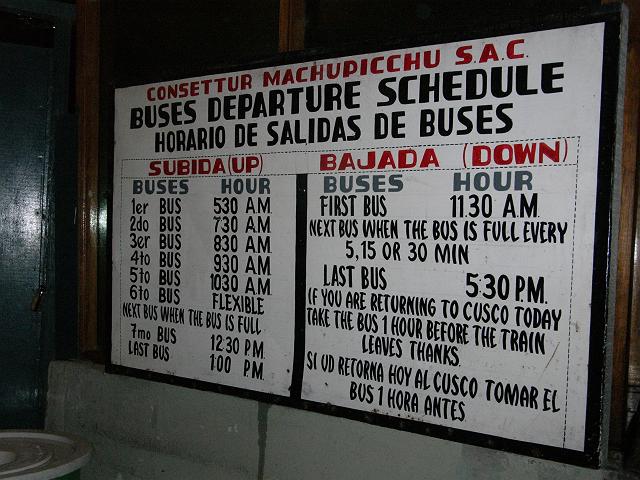 CONSETTUR MACHUPICCHU S.A.C.
BUSES DEPARTURE SCHEDULE
HORARIO DE SALIDAS DE BUSES
SUBIDA(UP)
BUSES HOUR
1er BUS 530 A.M.
2do BUS 730 A.M.
3er BUS 830 A.M.
4to BUS 930 A.M.
5to BUS 1030 A.M.
6to BUS FLEXIBLE
NEXT BUS WHEN THE BUS IS FULL
7mo BUS 12:30 P.M.
LAST BUS 1:00 P.M.
BAJADA (DOWN)
BUSES HOUR
FIRST BUS 11.30 A.M.
NEXT BUS WHEN THE BUS IS FULL EVERY
5,15 OR 30 MIN
LAST BUS 5:30 P.M.
IF YOU ARE RETURNING TO CUSCO TODAY
TAKE THE BUS 1 HOUR BEFORE THE TRAIN
LEAVES THANKS.
SI UD RETORNA HOY AL CUSCO TOMAR EL
BUS 1 HORA ANTES